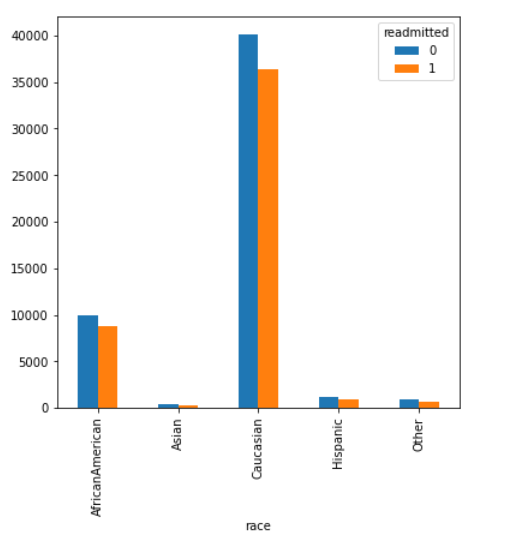 readmitted
0
1
40000
35000
30000
25000
20000
15000
10000
5000
0
AfricanAmerican
Asian
Caucasian
Hispanic
Other
race